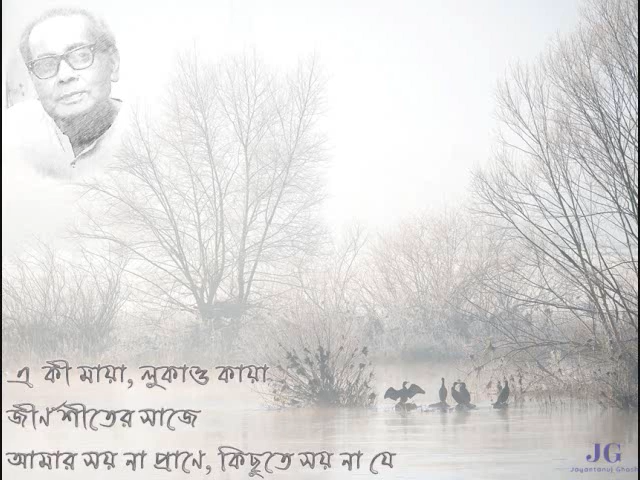 এ কী মায়া, লুকাও কায়া
জীর্ণ শীতের সাজে
আমার সয় না প্রাণে, কিছুতে সয় না যে
JG
Jayantanuj Ghosh